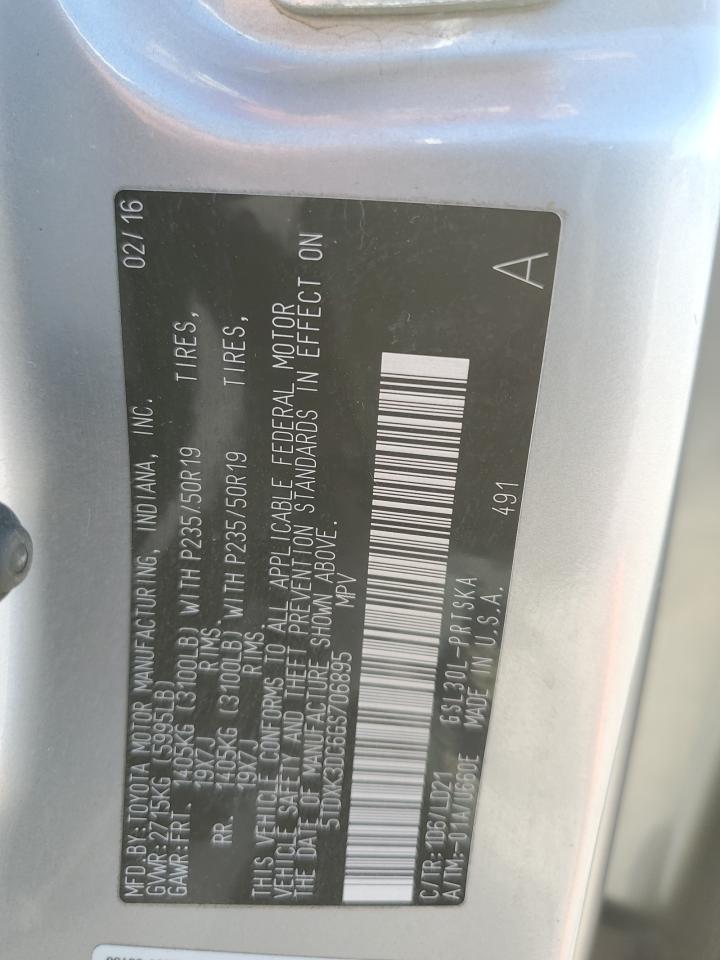 MFD.BY:TOYOTA MOTOR MANUFACTURING, INDIANA, INC. 02/16
GVWR:2715KG (5995LB)
GAWR:FRT. 1405KG (3100LB) WITH P235/50R19 TIRES,
19X7J RIMS.
RR. 1405KG (3100LB) WITH P235/50R19 TIRES,
19X7J RIMS.
THIS VEHICLE CONFORMS TO ALL APPLICABLE FEDERAL MOTOR
VEHICLE SAFETY AND THEFT PREVENTION STANDARDS IN EFFECT ON
THE DATE OF MANUFACTURE SHOWN ABOVE.
5TDXK3DC6GS706895 MPV
C/TR:1D6/LD21 GSL30L-PRTSKA 491 A
A/TM:-01A/U660E MADE IN U.S.A.